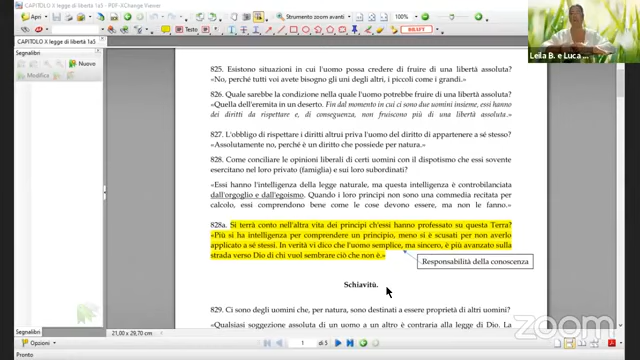 CAPITOLO X legge di libertà 1a5 - PDF-XChange Viewer
Apri
Strumento zoom avanti
100%
BRAFT
CAPITOLO X legge di libertà 1a5
Segnalibri
Nuovo
Modifica
Leila B. e Luca ...
825. Esistono situazioni in cui l'uomo possa credere di fruire di una libertà assoluta?
«No, perché tutti voi avete bisogno gli uni degli altri, i piccoli come i grandi.»
826. Quale sarebbe la condizione nella quale l'uomo potrebbe fruire di una libertà assoluta?
«Quella dell'eremita in un deserto. Fin dal momento in cui ci sono due uomini insieme, essi hanno
dei diritti da rispettare e, di conseguenza, non fruiscono più di una libertà assoluta.»
827. L'obbligo di rispettare i diritti altrui priva l'uomo del diritto di appartenere a sé stesso?
«Assolutamente no, perché è un diritto che possiede per natura.»
828. Come conciliare le opinioni liberali di certi uomini con il dispotismo che essi sovente
esercitano nel loro privato (famiglia) e sui loro subordinati?
«Essi hanno l'intelligenza della legge naturale, ma questa intelligenza è controbilanciata
dall'orgoglio e dall'egoismo. Quando i loro principi non sono una commedia recitata per
calcolo, essi comprendono bene come le cose devono essere, ma non le fanno.»
828a. Si terrà conto nell'altra vita dei principi ch'essi hanno professato su questa Terra?
«Più si ha intelligenza per comprendere un principio, meno si è scusati per non averlo
applicato a sé stessi. In verità vi dico che l'uomo semplice, ma sincero, è più avanzato sulla
strada verso Dio di chi vuol sembrare ciò che non è.»
Responsabilità della conoscenza
Schiavitù.
829. Ci sono degli uomini che, per natura, sono destinati a essere proprietà di altri uomini?
«Qualsiasi soggezione assoluta di un uomo a un altro è contraria alla legge di Dio. La
zoom
Opzioni
21,00 x 29,70 cm
1
di 5
Pronto